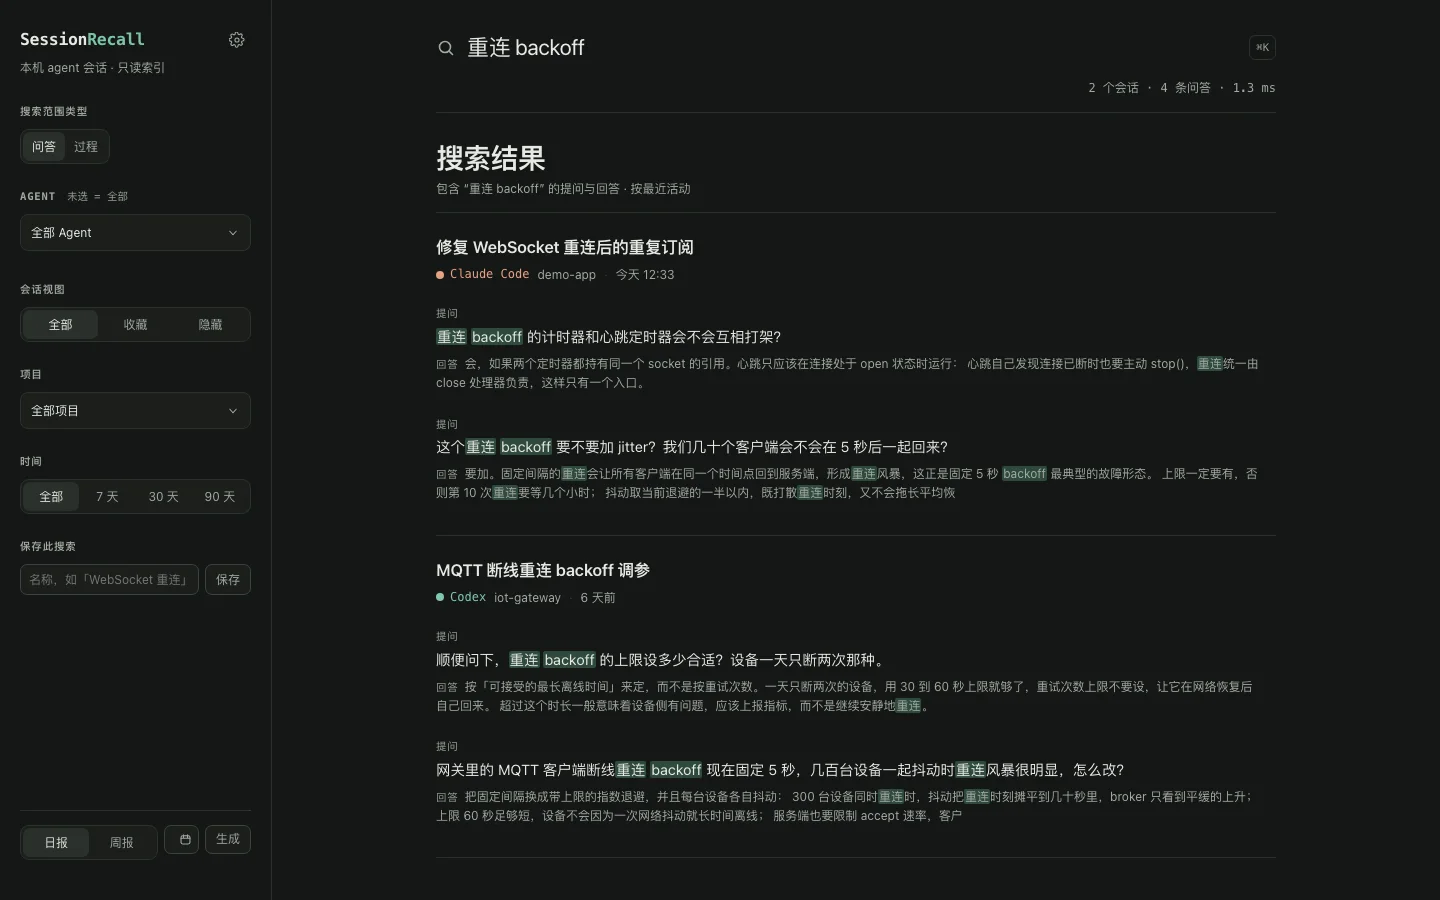 SessionRecall
本机 agent 会话 · 只读索引
搜索范围类型
问答 过程
AGENT 未选 = 全部
全部 Agent
会话视图
全部 收藏 隐藏
项目
全部项目
时间
全部 7 天 30 天 90 天
保存此搜索
名称，如「WebSocket 重连」 保存
日报 周报 生成
重连 backoff ⌘K
2 个会话 · 4 条问答 · 1.3 ms
搜索结果
包含 “重连 backoff” 的提问与回答 · 按最近活动
修复 WebSocket 重连后的重复订阅
Claude Code demo-app · 今天 12:33
提问
重连 backoff 的计时器和心跳定时器会不会互相打架？
回答 会，如果两个定时器都持有同一个 socket 的引用。心跳只应该在连接处于 open 状态时运行： 心跳自己发现连接已断时也要主动 stop()，重连统一由
close 处理器负责，这样只有一个入口。
提问
这个重连 backoff 要不要加 jitter？我们几十个客户端会不会在 5 秒后一起回来？
回答 要加。固定间隔的重连会让所有客户端在同一个时间点回到服务端，形成重连风暴，这正是固定 5 秒 backoff 最典型的故障形态。 上限一定要有，否
则第 10 次重连要等几个小时； 抖动取当前退避的一半以内，既打散重连时刻，又不会拖长平均恢
MQTT 断线重连 backoff 调参
Codex iot-gateway · 6 天前
提问
顺便问下，重连 backoff 的上限设多少合适？设备一天只断两次那种。
回答 按「可接受的最长离线时间」来定，而不是按重试次数。一天只断两次的设备，用 30 到 60 秒上限就够了，重试次数上限不要设，让它在网络恢复后
自己回来。 超过这个时长一般意味着设备侧有问题，应该上报指标，而不是继续安静地重连。
提问
网关里的 MQTT 客户端断线重连 backoff 现在固定 5 秒，几百台设备一起抖动时重连风暴很明显，怎么改？
回答 把固定间隔换成带上限的指数退避，并且每台设备各自抖动： 300 台设备同时重连时，抖动把重连时刻摊平到几十秒里，broker 只看到平缓的上升；
上限 60 秒足够短，设备不会因为一次网络抖动就长时间离线； 服务端也要限制 accept 速率，客户